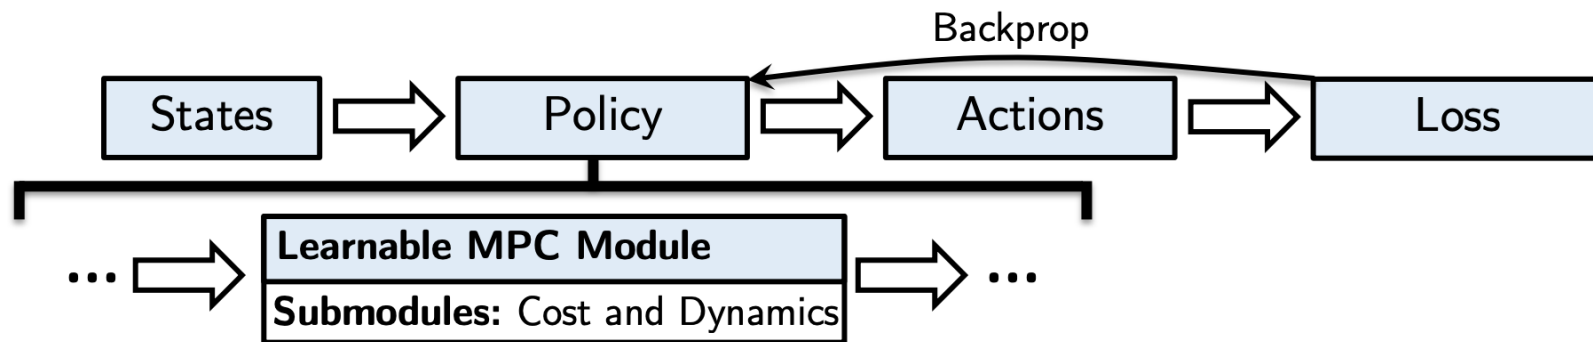 Backprop
States
Policy
Actions
Loss
... Learnable MPC Module ...
Submodules: Cost and Dynamics